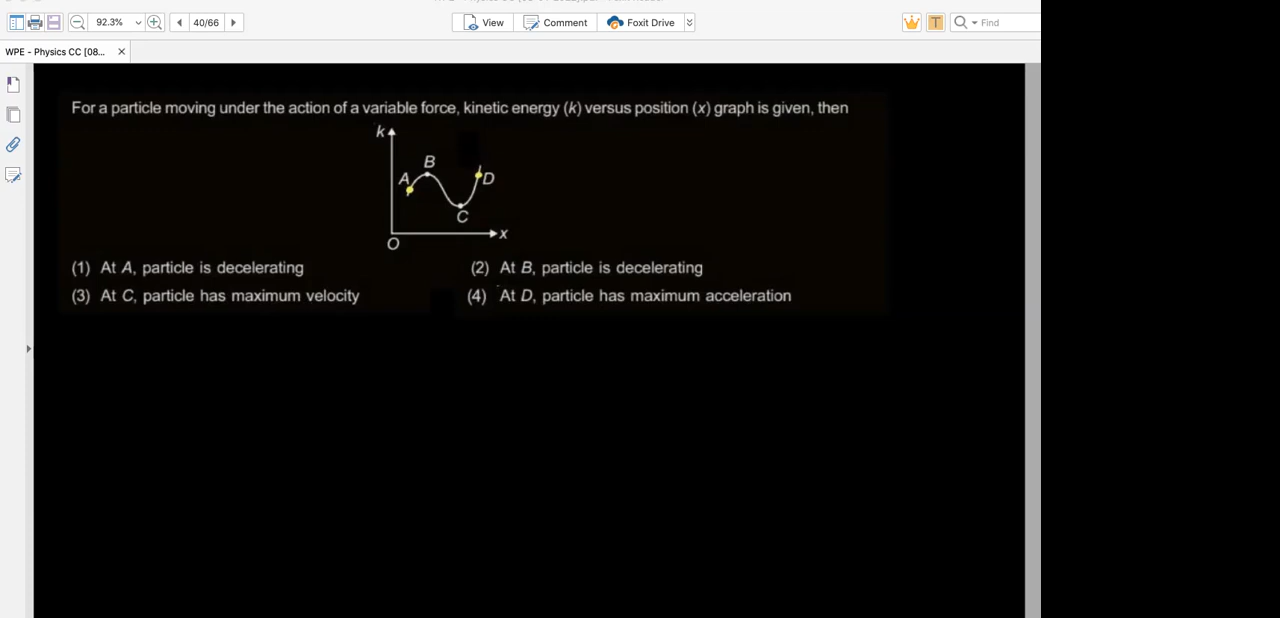 92.3%
40/66
View
Comment
Foxit Drive
T
Find
WPE - Physics CC [08...
For a particle moving under the action of a variable force, kinetic energy (k) versus position (x) graph is given, then
k
B
A
D
C
x
O
(1) At A, particle is decelerating
(2) At B, particle is decelerating
(3) At C, particle has maximum velocity
(4) At D, particle has maximum acceleration